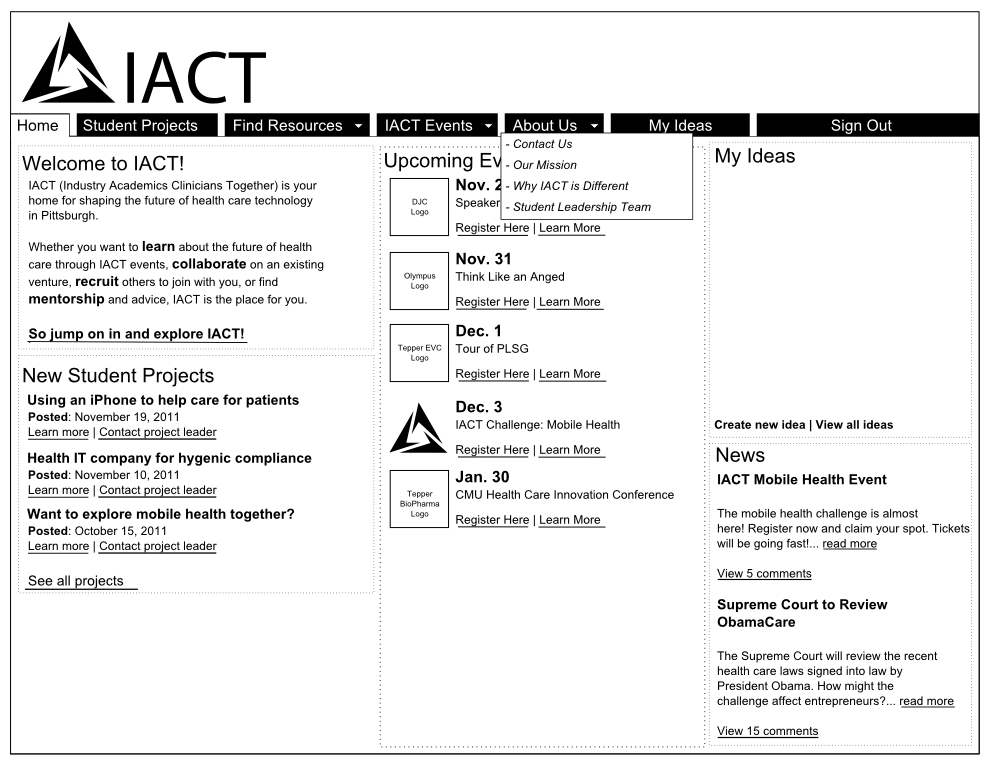 IACT
Home
Student Projects
Find Resources
IACT Events
About Us
My Ideas
Sign Out
- Contact Us
- Our Mission
- Why IACT is Different
- Student Leadership Team
Welcome to IACT!
IACT (Industry Academics Clinicians Together) is your
home for shaping the future of health care technology
in Pittsburgh.
Whether you want to learn about the future of health
care through IACT events, collaborate on an existing
venture, recruit others to join with you, or find
mentorship and advice, IACT is the place for you.
So jump on in and explore IACT!
New Student Projects
Using an iPhone to help care for patients
Posted: November 19, 2011
Learn more | Contact project leader
Health IT company for hygenic compliance
Posted: November 10, 2011
Learn more | Contact project leader
Want to explore mobile health together?
Posted: October 15, 2011
Learn more | Contact project leader
See all projects
Upcoming
DJC
Logo
Nov.
Speaker
Register Here | Learn More
Olympus
Logo
Nov. 31
Think Like an Anged
Register Here | Learn More
Tepper EVC
Logo
Dec. 1
Tour of PLSG
Register Here | Learn More
Dec. 3
IACT Challenge: Mobile Health
Register Here | Learn More
Tepper
BioPharma
Logo
Jan. 30
CMU Health Care Innovation Conference
Register Here | Learn More
My Ideas
Create new idea | View all ideas
News
IACT Mobile Health Event
The mobile health challenge is almost
here! Register now and claim your spot. Tickets
will be going fast!... read more
View 5 comments
Supreme Court to Review
ObamaCare
The Supreme Court will review the recent
health care laws signed into law by
President Obama. How might the
challenge affect entrepreneurs?... read more
View 15 comments